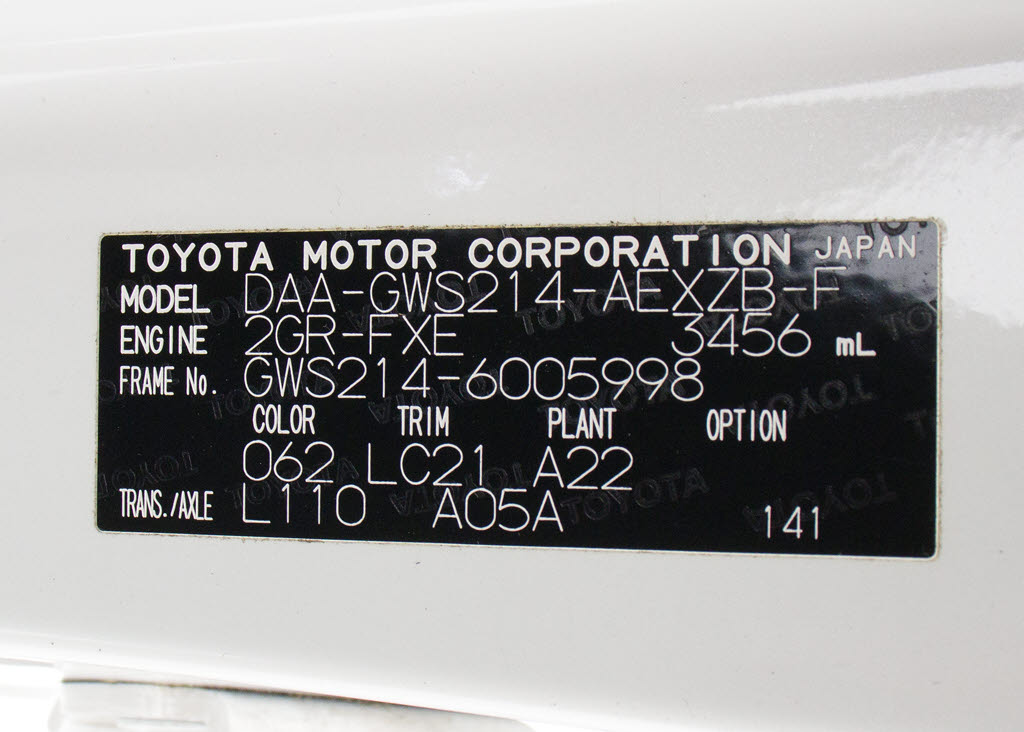 TOYOTA MOTOR CORPORATION JAPAN
MODEL DAA-GWS214-AEXZB-F
ENGINE 2GR-FXE 3456 mL
FRAME No. GWS214-6005998
COLOR TRIM PLANT OPTION
062 LC21 A22
TRANS./AXLE L110 A05A 141